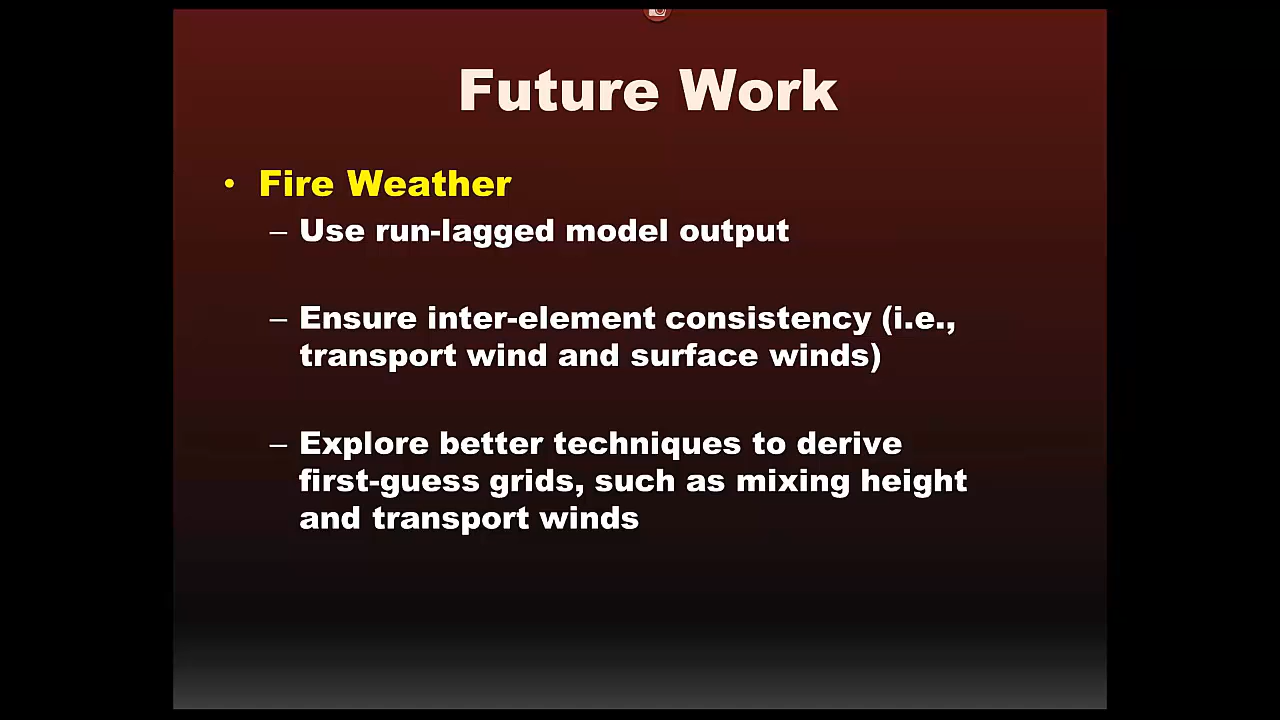 Future Work
• Fire Weather
– Use run-lagged model output
– Ensure inter-element consistency (i.e.,
transport wind and surface winds)
– Explore better techniques to derive
first-guess grids, such as mixing height
and transport winds